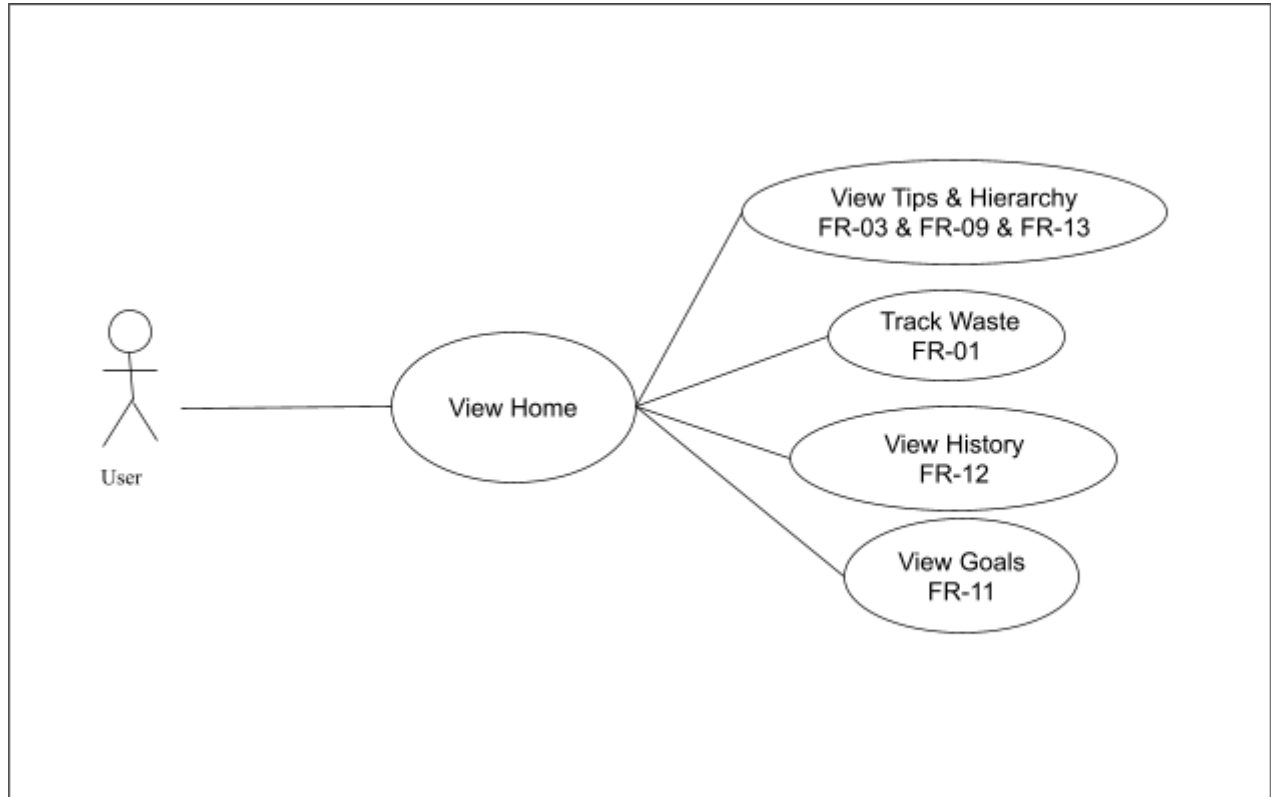 View Tips & Hierarchy
FR-03 & FR-09 & FR-13
Track Waste
FR-01
View Home
View History
FR-12
User
View Goals
FR-11